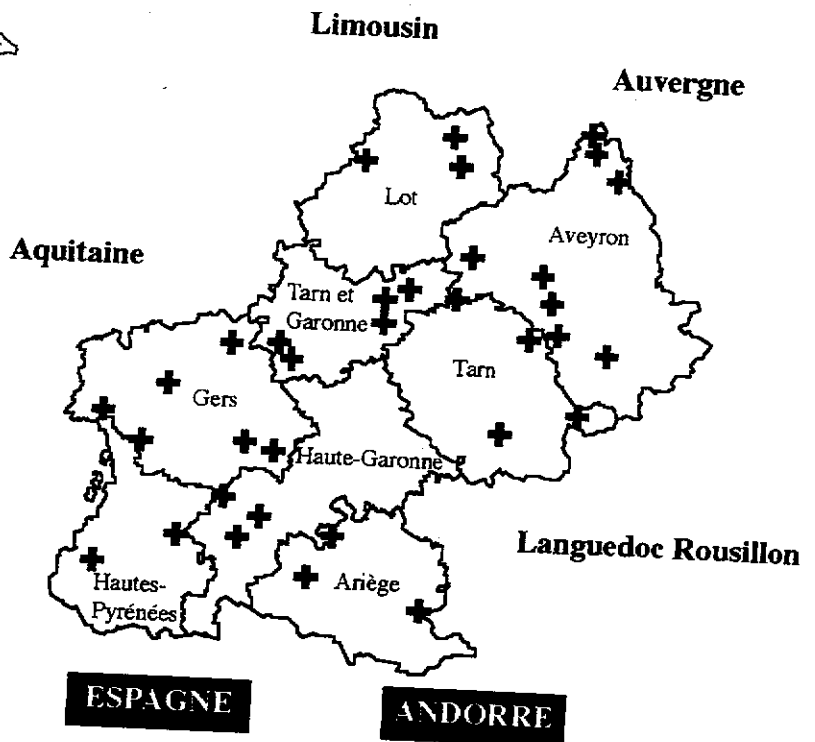 Limousin
Auvergne
Lot
Aveyron
Aquitaine
Tarn et
Garonne
Tarn
Gers
Haute-Garonne
Languedoc Rousillon
Hautes-
Pyrénées
Ariège
ESPAGNE
ANDORRE